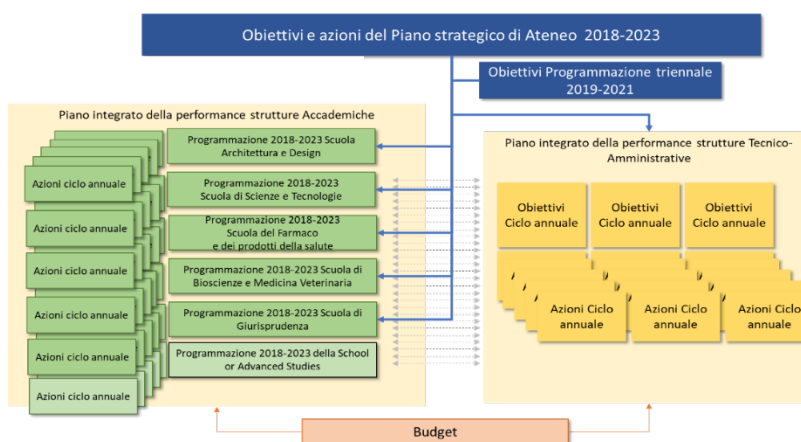 Obiettivi e azioni del Piano strategico di Ateneo 2018-2023
Obiettivi Programmazione triennale
2019-2021
Piano integrato della performance strutture Accademiche
Azioni ciclo annuale
Azioni ciclo annuale
Azioni ciclo annuale
Azioni ciclo annuale
Azioni ciclo annuale
Azioni ciclo annuale
Programmazione 2018-2023 Scuola
Architettura e Design
Programmazione 2018-2023
Scuola di Scienze e Tecnologie
Programmazione 2018-2023
Scuola del Farmaco
e dei prodotti della salute
Programmazione 2018-2023 Scuola di
Bioscienze e Medicina Veterinaria
Programmazione 2018-2023 Scuola di
Giurisprudenza
Programmazione 2018-2023 della School
or Advanced Studies
Piano integrato della performance strutture Tecnico-
Amministrative
Obiettivi
Ciclo annuale
Obiettivi
Ciclo annuale
Obiettivi
Ciclo annuale
Azioni Ciclo
annuale
Azioni Ciclo
annuale
Azioni Ciclo
annuale
Budget